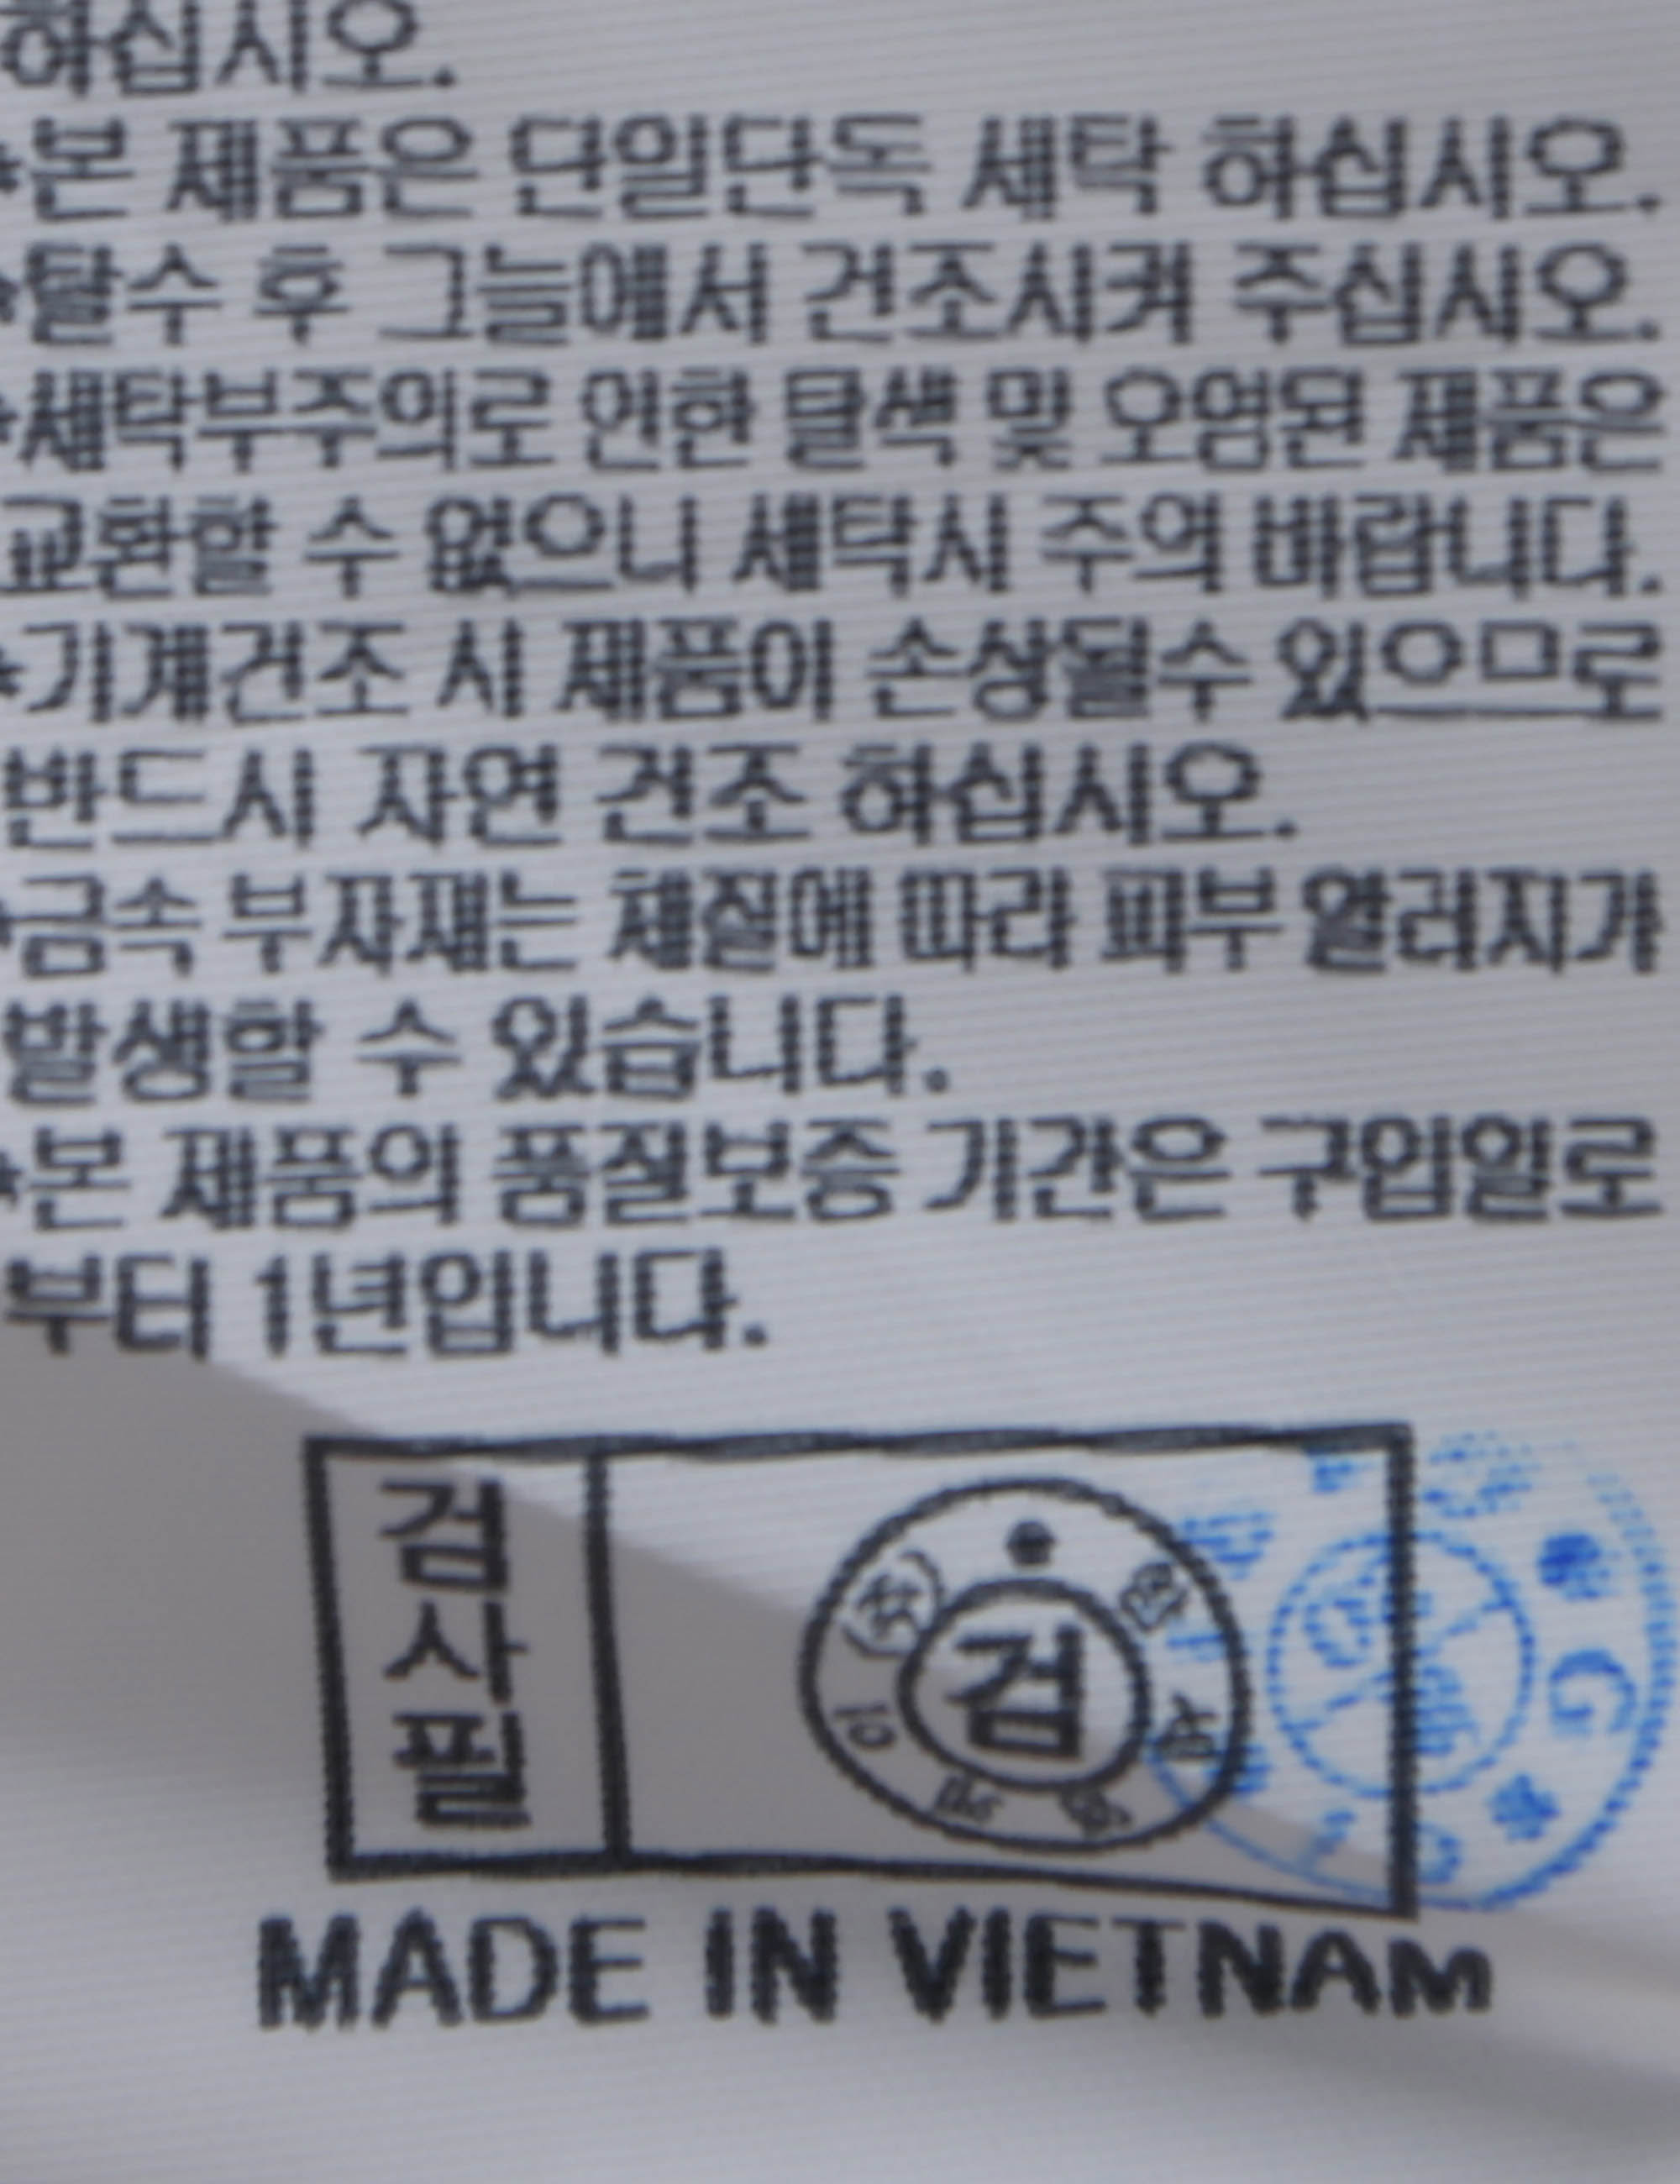 하십시오.
*본 제품은 단일단독 세탁 하십시오.
*탈수 후 그늘에서 건조시켜 주십시오.
*세탁부주의로 인한 탈색 및 오염된 제품은
교환할 수 없으니 세탁시 주의 바랍니다.
*기계건조 시 제품이 손상될수 있으므로
반드시 자연 건조 하십시오.
*금속 부자재는 체질에 따라 피부 알러지가
발생할 수 있습니다.
*본 제품의 품질보증 기간은 구입일로
부터 1년입니다.
검사필
검
MADE IN VIETNAM